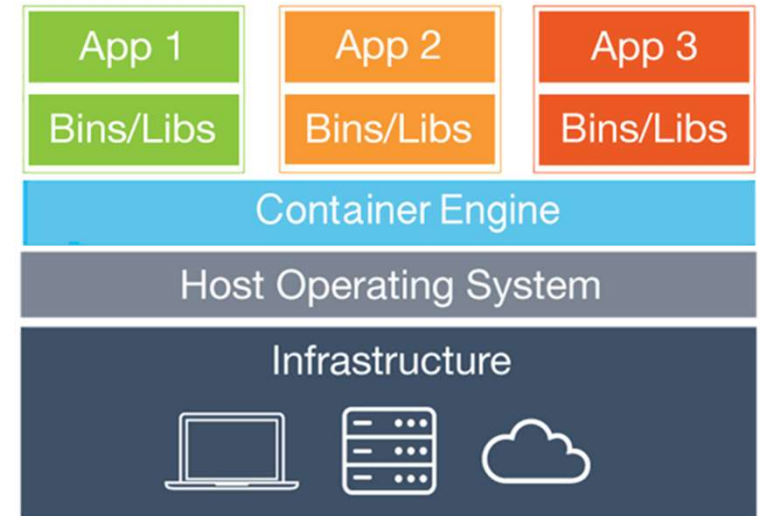 App 1
App 2
App 3
Bins/Libs
Bins/Libs
Bins/Libs
Container Engine
Host Operating System
Infrastructure